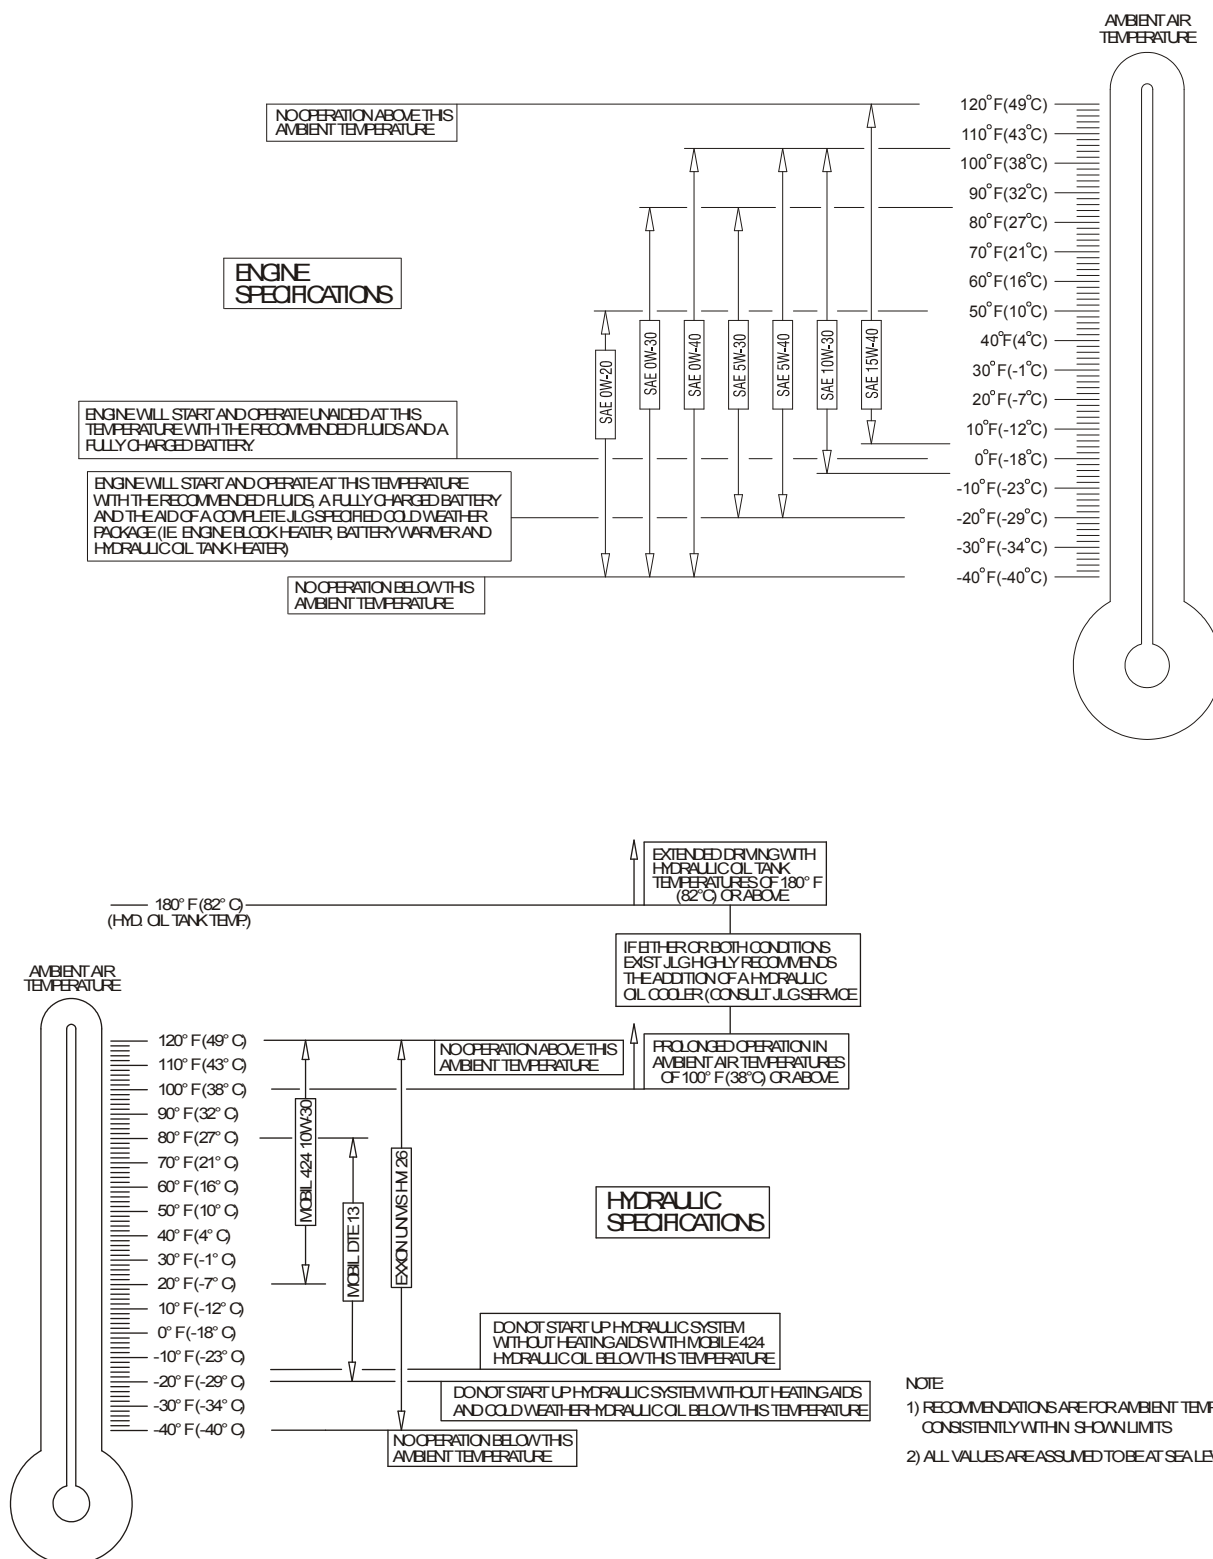 AMBIENT AIR
TEMPERATURE
NO OPERATION ABOVE THIS
AMBIENT TEMPERATURE
120°F(49°C)
110°F(43°C)
100°F(38°C)
90°F(32°C)
80°F(27°C)
70°F(21°C)
60°F(16°C)
50°F(10°C)
40°F(4°C)
30°F(-1°C)
20°F(-7°C)
10°F(-12°C)
0°F(-18°C)
-10°F(-23°C)
-20°F(-29°C)
-30°F(-34°C)
-40°F(-40°C)
ENGINE
SPECIFICATIONS
SAE 0W-20
SAE 0W-30
SAE 0W-40
SAE 5W-30
SAE 5W-40
SAE 10W-30
SAE 15W-40
ENGINE WILL START AND OPERATE UNAIDED AT THIS
TEMPERATURE WITH THE RECOMMENDED FLUIDS AND A
FULLY CHARGED BATTERY.
ENGINE WILL START AND OPERATE AT THIS TEMPERATURE
WITH THE RECOMMENDED FLUIDS, A FULLY CHARGED BATTERY
AND THE AID OF A COMPLETE JLG SPECIFIED COLD WEATHER
PACKAGE (IE. ENGINE BLOCK HEATER, BATTERY WARMER AND
HYDRAULIC OIL TANK HEATER)
NO OPERATION BELOW THIS
AMBIENT TEMPERATURE
EXTENDED DRIVING WITH
HYDRAULIC OIL TANK
TEMPERATURES OF 180° F
(82°C) OR ABOVE.
180° F (82° C)
(HYD. OIL TANK TEMP.)
IF EITHER OR BOTH CONDITIONS
EXIST JLG HIGHLY RECOMMENDS
THE ADDITION OF A HYDRAULIC
OIL COOLER (CONSULT JLG SERVICE
AMBIENT AIR
TEMPERATURE
120° F (49° C)
110° F (43° C)
100° F (38° C)
90° F (32° C)
80° F (27° C)
70° F (21° C)
60° F (16° C)
50° F (10° C)
40° F (4° C)
30° F (-1° C)
20° F (-7° C)
10° F (-12° C)
0° F (-18° C)
-10° F (-23° C)
-20° F (-29° C)
-30° F (-34° C)
-40° F (-40° C)
NO OPERATION ABOVE THIS
AMBIENT TEMPERATURE
PROLONGED OPERATION IN
AMBIENT AIR TEMPERATURES
OF 100° F (38°C) OR ABOVE.
MOBIL 424 10W-30
MOBIL DTE 13
EXXON UNIVIS HVI 26
HYDRAULIC
SPECIFICATIONS
DO NOT START UP HYDRAULIC SYSTEM
WITHOUT HEATING AIDS WITH MOBILE 424
HYDRAULIC OIL BELOW THIS TEMPERATURE
DO NOT START UP HYDRAULIC SYSTEM WITHOUT HEATING AIDS
AND COLD WEATHER HYDRAULIC OIL BELOW THIS TEMPERATURE
NO OPERATION BELOW THIS
AMBIENT TEMPERATURE
NOTE:
1) RECOMMENDATIONS ARE FOR AMBIENT
CONSISTENTLY WITHIN SHOWN LIMITS
2) ALL VALUES ARE ASSUMED TO BE AT SEA